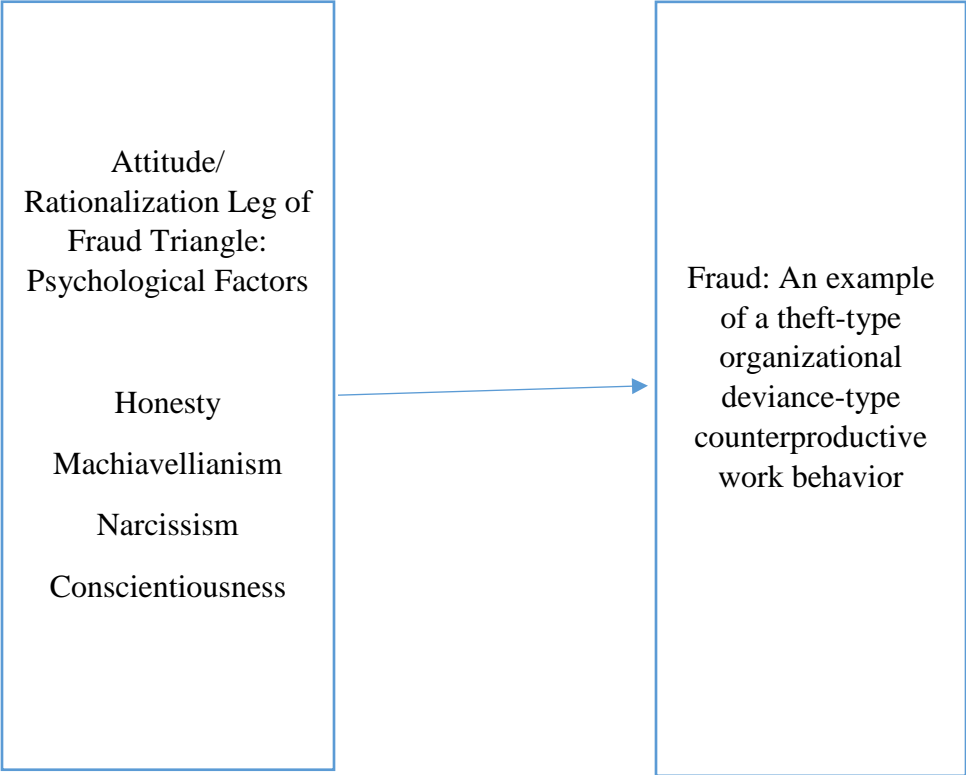 Attitude/
Rationalization Leg of
Fraud Triangle:
Psychological Factors
Honesty
Machiavellianism
Narcissism
Conscientiousness
Fraud: An example
of a theft-type
organizational
deviance-type
counterproductive
work behavior